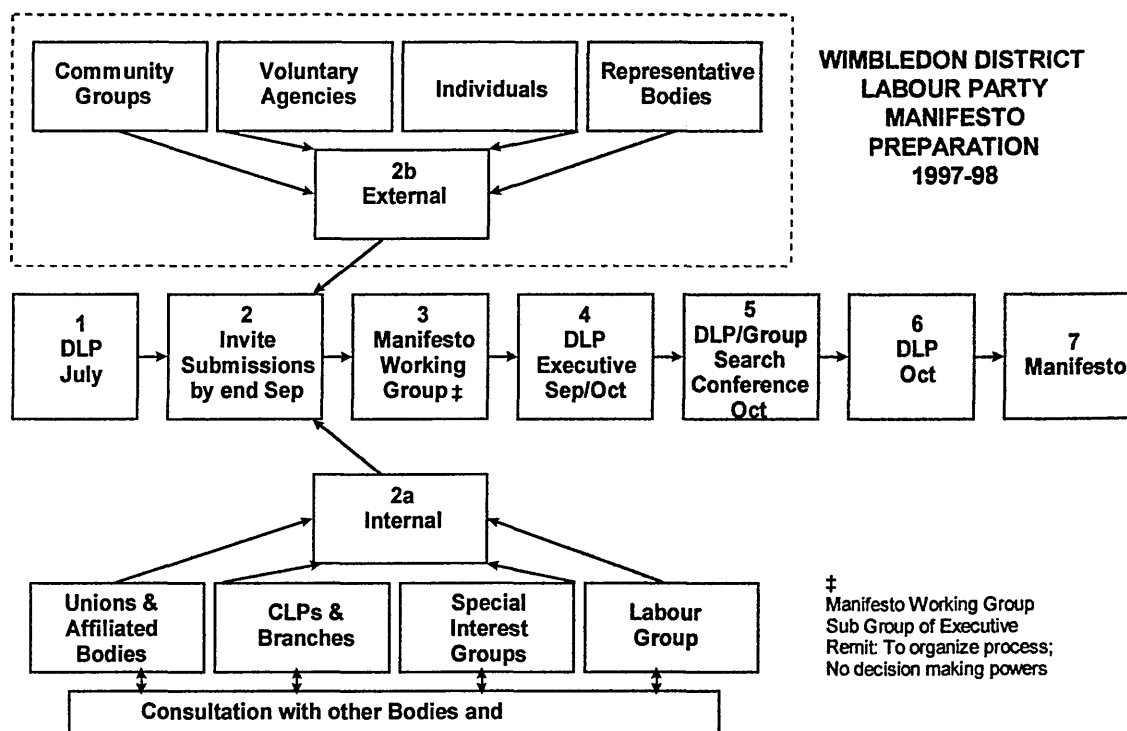 Community
Groups
Voluntary
Agencies
Individuals
Representative
Bodies
WIMBLEDON DISTRICT
LABOUR PARTY
MANIFESTO
PREPARATION
1997-98
2b
External
1
DLP
July
2
Invite
Submissions
by end Sep
3
Manifesto
Working
Group ‡
4
DLP
Executive
Sep/Oct
5
DLP/Group
Search
Conference
Oct
6
DLP
Oct
7
Manifesto
2a
Internal
Unions &
Affiliated
Bodies
CLPs &
Branches
Special
Interest
Groups
Labour
Group
‡
Manifesto Working Group
Sub Group of Executive
Remit: To organize process;
No decision making powers
Consultation with other Bodies and